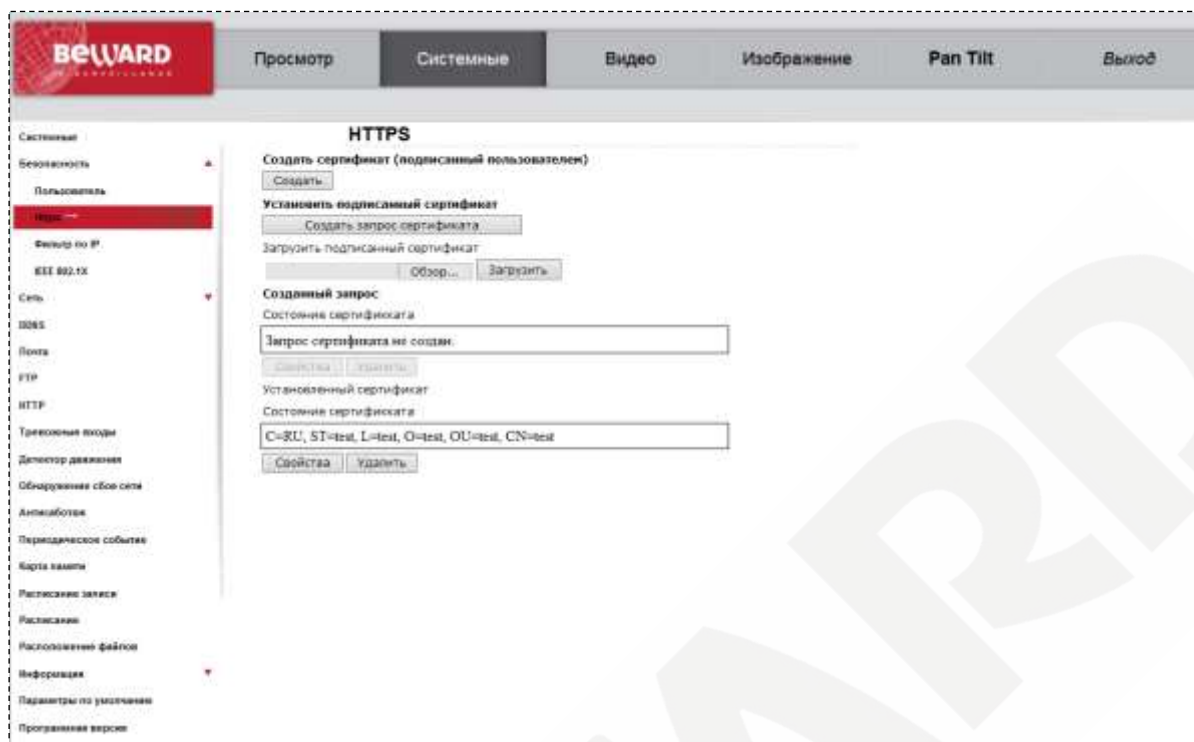 BEWARD
Просмотр Системные Видео Изображение Pan Tilt Выход
HTTPS
Системные
Безопасность
Пользователь
Https
Фильтр по IP
IEEE 802.1X
Сеть
DDNS
Почта
FTP
HTTP
Тревожные входы
Детектор движения
Обнаружение сбоя сети
Антисаботаж
Периодическое событие
Карта памяти
Расписание записи
Расписание
Расположение файлов
Информация
Параметры по умолчанию
Программная версия
Создать сертификат (подписанный пользователем)
Создать
Установить подписанный сертификат
Создать запрос сертификата
Загрузить подписанный сертификат
Обзор... Загрузить
Созданный запрос
Состояние сертификката
Запрос сертификата не создан.
Свойства Удалить
Установленный сертификат
Состояние сертификката
C=RU, ST=test, L=test, O=test, OU=test, CN=test
Свойства Удалить